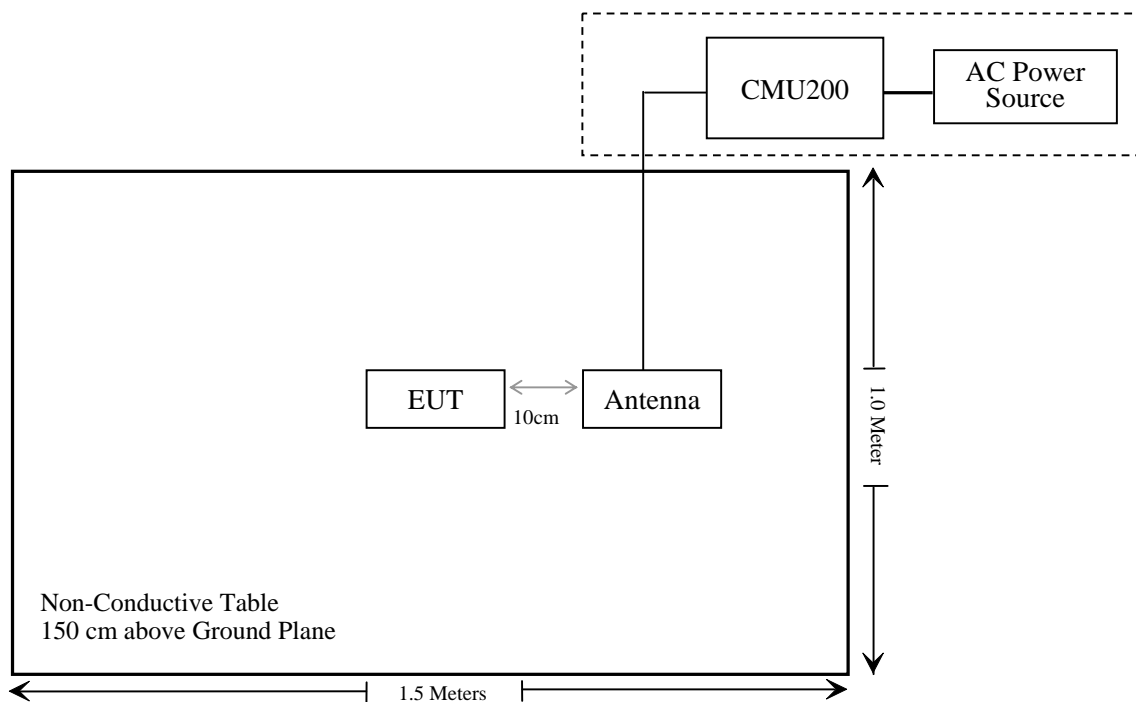 CMU200
AC Power
Source
EUT
10cm
Antenna
1.0 Meter
Non-Conductive Table
150 cm above Ground Plane
1.5 Meters